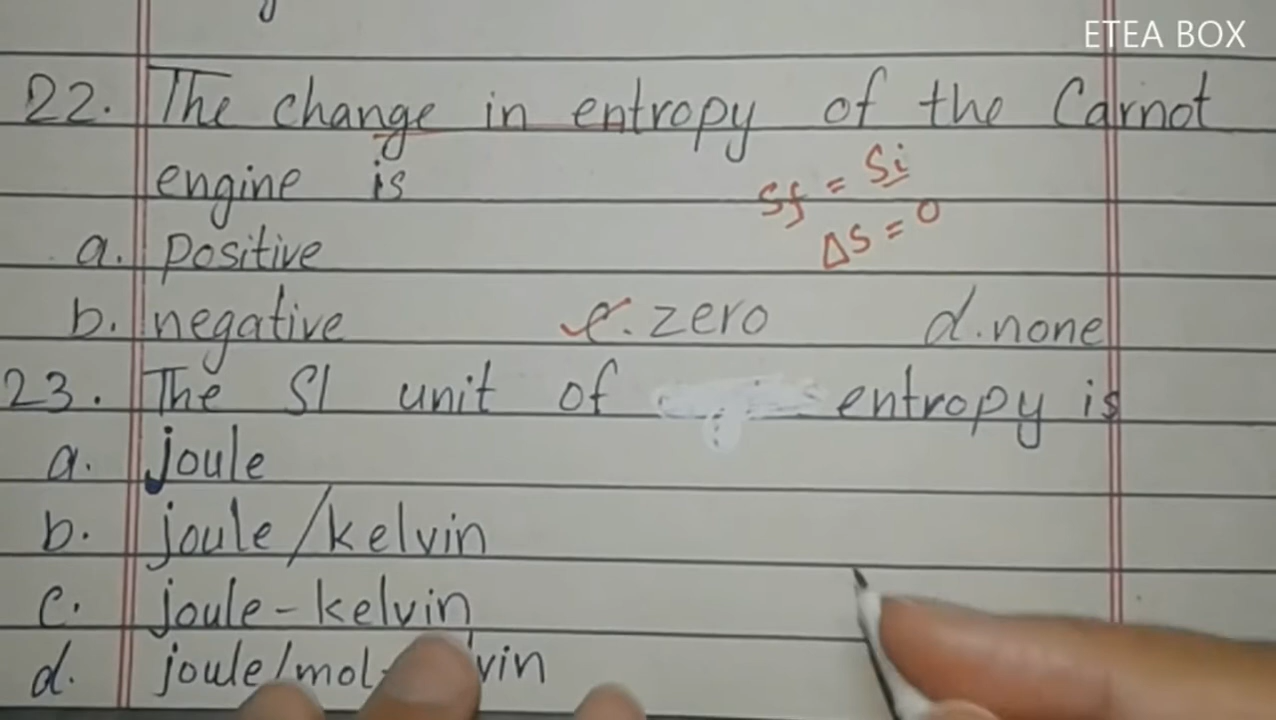 ETEA BOX
22. The change in entropy of the Carnot
engine is
Sf = Si
ΔS = 0
a. positive
b. negative c. zero d. none
23. The SI unit of entropy is
a. joule
b. joule/kelvin
c. joule-kelvin
d. joule/mol